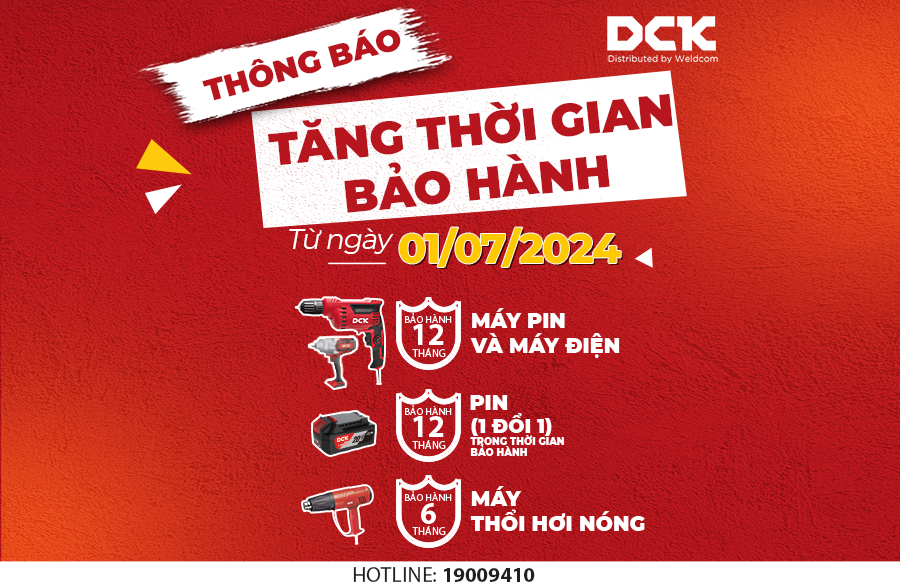 DCK
Distributed by Weldcom
THÔNG BÁO
TĂNG THỜI GIAN
BẢO HÀNH
Từ ngày 01/07/2024
DCK
BẢO HÀNH
12
THÁNG
MÁY PIN
VÀ MÁY ĐIỆN
DCK
BẢO HÀNH
12
THÁNG
PIN
(1 ĐỔI 1)
TRONG THỜI GIAN
BẢO HÀNH
BẢO HÀNH
6
THÁNG
MÁY
THỔI HƠI NÓNG
HOTLINE: 19009410